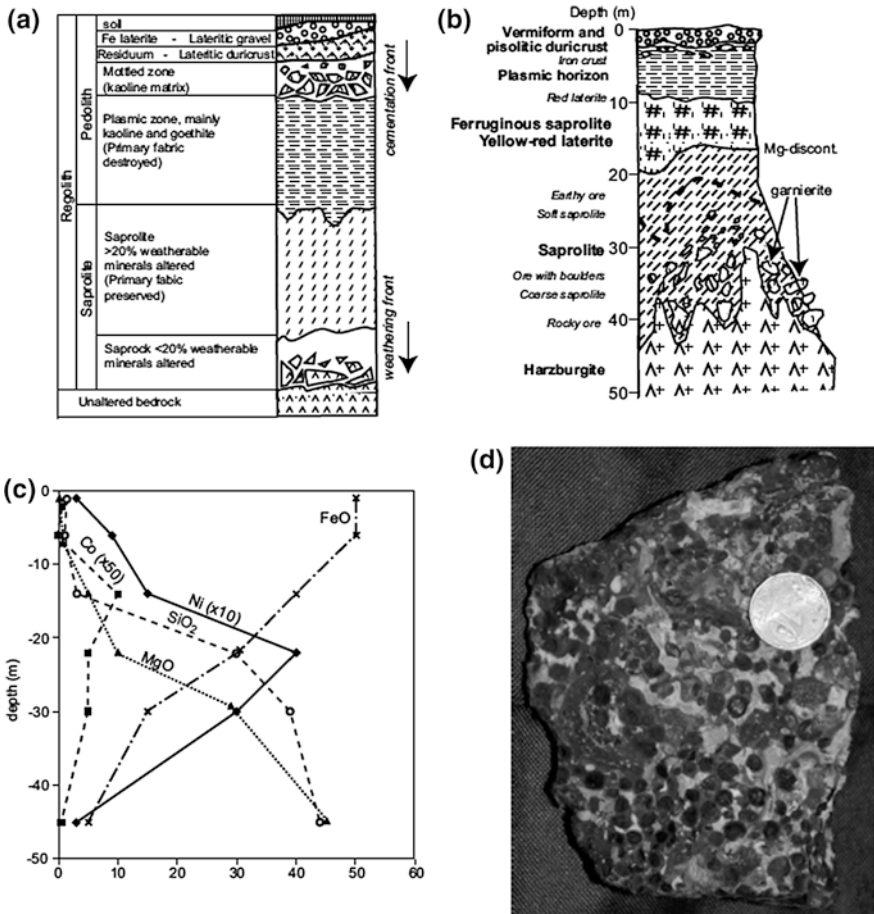 (a)
soil
Fe laterite - Lateritic gravel
Residuum - Lateritic duricrust
Mottled zone
(kaoline matrix)
Plasmic zone, mainly
kaoline and goethite
(Primary fabric
destroyed)
Saprolite
>20% weatherable
minerals altered
(Primary fabic
preserved)
Saprock <20% weatherable
minerals altered
Unaltered bedrock
Regolith
Pedolith
Saprolite
cementation front
weathering front
(b)
Depth (m)
0
10
20
30
40
50
Vermiform and
pisolitic duricrust
Iron crust
Plasmic horizon
Red laterite
Ferruginous saprolite
Yellow-red laterite
Mg-discont.
Earthy ore
Soft saprolite
garnierite
Saprolite
Ore with boulders
Coarse saprolite
Rocky ore
Harzburgite
(c)
0
-10
-20
-30
-40
-50
depth (m)
FeO
Co (x50)
Ni (x10)
SiO2
MgO
0 10 20 30 40 50 60
(d)